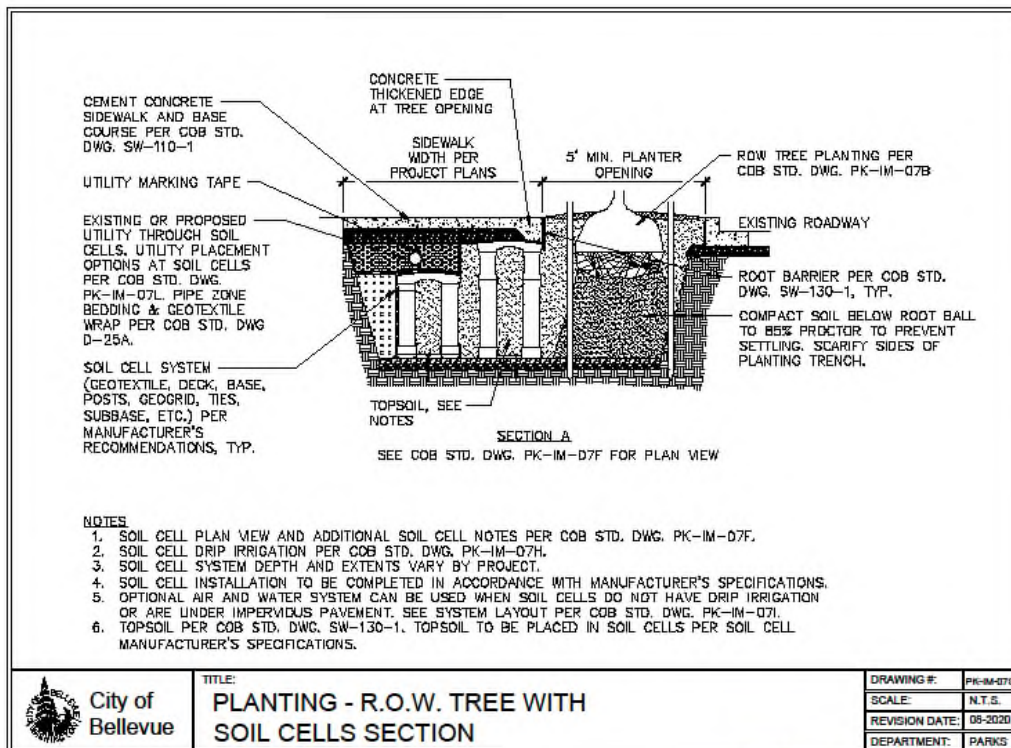 CONCRETE
THICKENED EDGE
AT TREE OPENING
CEMENT CONCRETE
SIDEWALK AND BASE
COURSE PER COB STD.
DWG. SW-110-1
SIDEWALK
WIDTH PER
PROJECT PLANS
5' MIN. PLANTER
OPENING
ROW TREE PLANTING PER
COB STD. DWG. PK-IM-07B
UTILITY MARKING TAPE
EXISTING ROADWAY
EXISTING OR PROPOSED
UTILITY THROUGH SOIL
CELLS. UTILITY PLACEMENT
OPTIONS AT SOIL CELLS
PER COB STD. DWG.
PK-IM-07L. PIPE ZONE
BEDDING & GEOTEXTILE
WRAP PER COB STD. DWG
D-25A.
ROOT BARRIER PER COB STD.
DWG. SW-130-1, TYP.
COMPACT SOIL BELOW ROOT BALL
TO 85% PROCTOR TO PREVENT
SETTLING. SCARIFY SIDES OF
PLANTING TRENCH.
SOIL CELL SYSTEM
(GEOTEXTILE, DECK, BASE,
POSTS, GEOGRID, TIES,
SUBBASE, ETC.) PER
MANUFACTURER'S
RECOMMENDATIONS, TYP.
TOPSOIL, SEE
NOTES
SECTION A
SEE COB STD. DWG. PK-IM-07F FOR PLAN VIEW
NOTES
1. SOIL CELL PLAN VIEW AND ADDITIONAL SOIL CELL NOTES PER COB STD. DWG. PK-IM-07F.
2. SOIL CELL DRIP IRRIGATION PER COB STD. DWG. PK-IM-07H.
3. SOIL CELL SYSTEM DEPTH AND EXTENTS VARY BY PROJECT.
4. SOIL CELL INSTALLATION TO BE COMPLETED IN ACCORDANCE WITH MANUFACTURER'S SPECIFICATIONS.
5. OPTIONAL AIR AND WATER SYSTEM CAN BE USED WHEN SOIL CELLS DO NOT HAVE DRIP IRRIGATION
OR ARE UNDER IMPERVIOUS PAVEMENT. SEE SYSTEM LAYOUT PER COB STD. DWG. PK-IM-07I.
6. TOPSOIL PER COB STD. DWG. SW-130-1. TOPSOIL TO BE PLACED IN SOIL CELLS PER SOIL CELL
MANUFACTURER'S SPECIFICATIONS.
City of
Bellevue
TITLE:
PLANTING - R.O.W. TREE WITH
SOIL CELLS SECTION
DRAWING #:
SCALE: N.T.S.
REVISION DATE: 08-2020
DEPARTMENT: PARKS